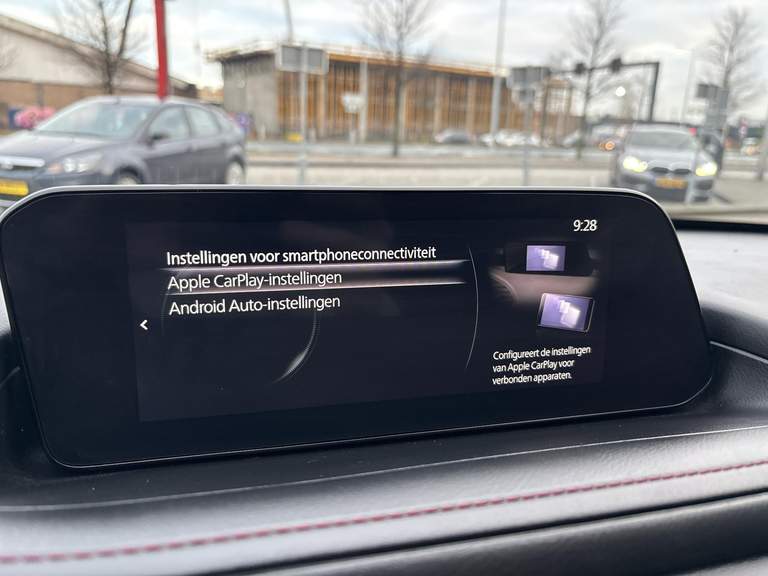 9:28
Instellingen voor smartphoneconnectiviteit
Apple CarPlay-instellingen
Android Auto-instellingen
Configureert de instellingen
van Apple CarPlay voor
verbonden apparaten.